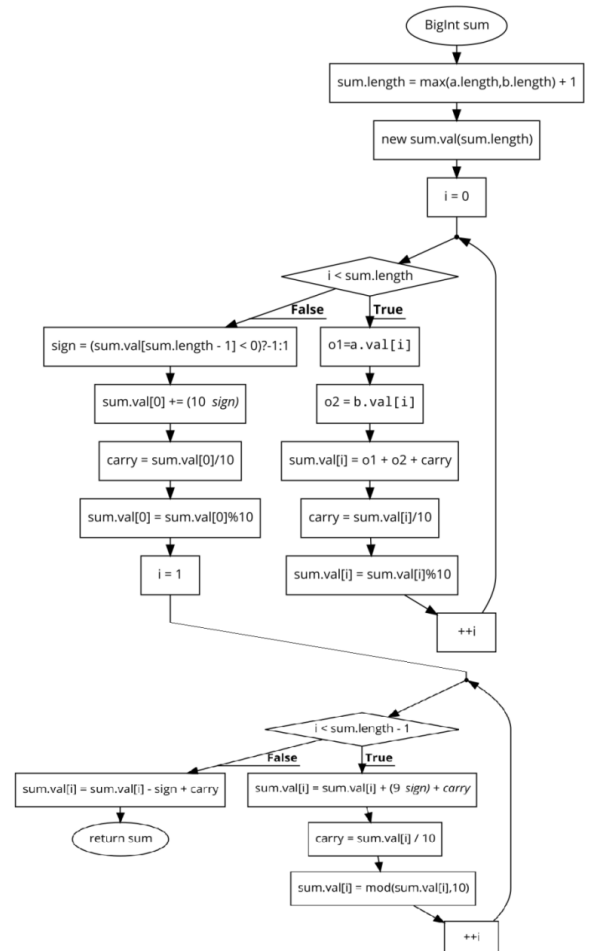 BigInt sum
sum.length = max(a.length,b.length) + 1
new sum.val(sum.length)
i = 0
i < sum.length
False
True
sign = (sum.val[sum.length - 1] < 0)?-1:1
o1=a.val[i]
sum.val[0] += (10 sign)
o2 = b.val[i]
carry = sum.val[0]/10
sum.val[i] = o1 + o2 + carry
sum.val[0] = sum.val[0]%10
carry = sum.val[i]/10
i = 1
sum.val[i] = sum.val[i]%10
++i
i < sum.length - 1
False
True
sum.val[i] = sum.val[i] - sign + carry
sum.val[i] = sum.val[i] + (9 sign) + carry
return sum
carry = sum.val[i] / 10
sum.val[i] = mod(sum.val[i],10)
++i